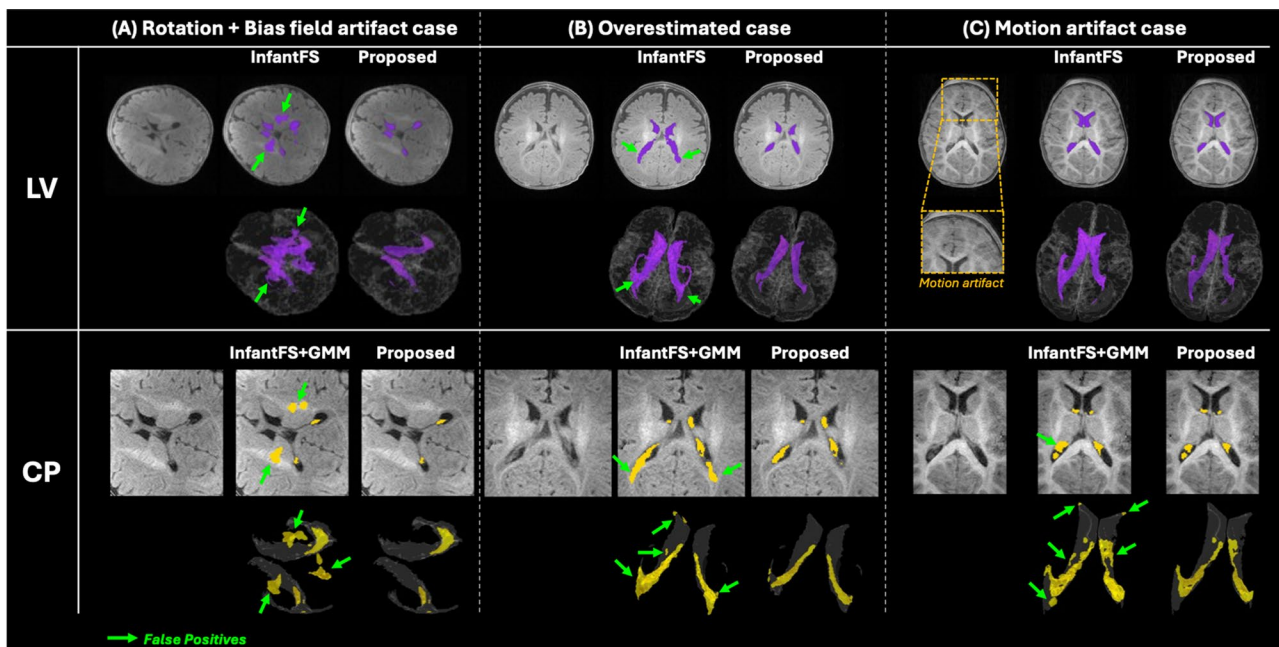 (A) Rotation + Bias field artifact case
(B) Overestimated case
(C) Motion artifact case
InfantFS Proposed
InfantFS Proposed
InfantFS Proposed
LV
Motion artifact
InfantFS+GMM Proposed
InfantFS+GMM Proposed
InfantFS+GMM Proposed
CP
False Positives